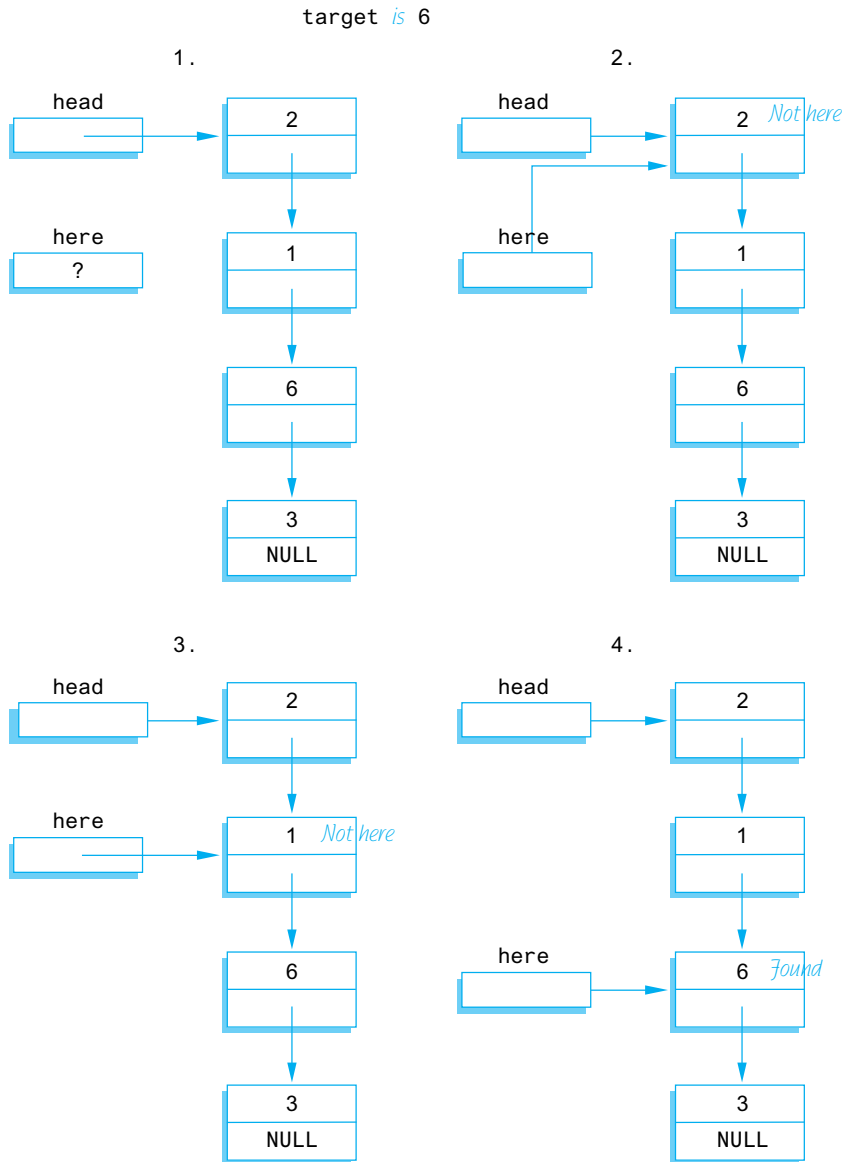 target is 6
1.
head
2
here
?
1
6
3
NULL
2.
head
2 Not here
here
1
6
3
NULL
3.
head
2
here
1 Not here
6
3
NULL
4.
head
2
1
here
6 Found
3
NULL